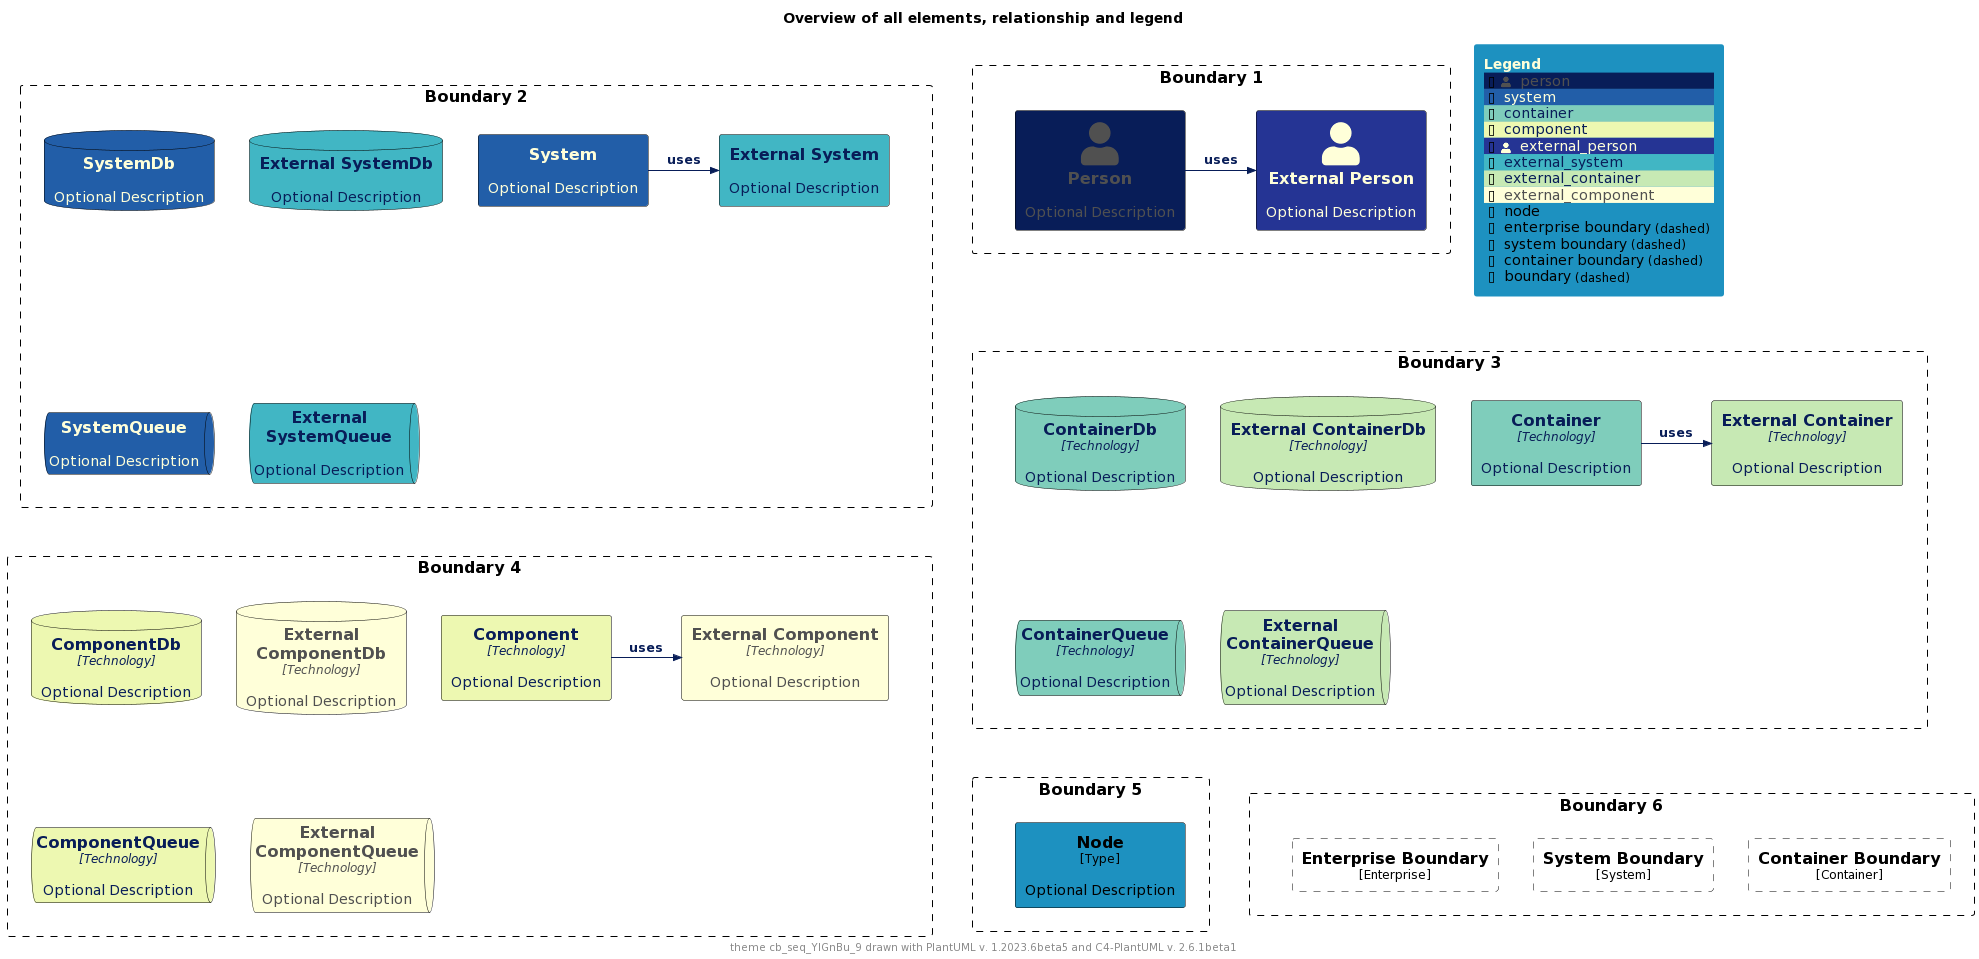 Overview of all elements, relationship and legend
Boundary 2
SystemDb
Optional Description
External SystemDb
Optional Description
System
Optional Description
uses
External System
Optional Description
SystemQueue
Optional Description
External
SystemQueue
Optional Description
Boundary 1
Person
Optional Description
uses
External Person
Optional Description
Legend
person
system
container
component
external_person
external_system
external_container
external_component
node
enterprise boundary (dashed)
system boundary (dashed)
container boundary (dashed)
boundary (dashed)
Boundary 3
ContainerDb
[Technology]
Optional Description
External ContainerDb
[Technology]
Optional Description
Container
[Technology]
Optional Description
uses
External Container
[Technology]
Optional Description
ContainerQueue
[Technology]
Optional Description
External
ContainerQueue
[Technology]
Optional Description
Boundary 4
ComponentDb
[Technology]
Optional Description
External
ComponentDb
[Technology]
Optional Description
Component
[Technology]
Optional Description
uses
External Component
[Technology]
Optional Description
ComponentQueue
[Technology]
Optional Description
External
ComponentQueue
[Technology]
Optional Description
Boundary 5
Node
[Type]
Optional Description
Boundary 6
Enterprise Boundary
[Enterprise]
System Boundary
[System]
Container Boundary
[Container]
theme cb_seq_YlGnBu_9 drawn with PlantUML v. 1.2023.6beta5 and C4-PlantUML v. 2.6.1beta1